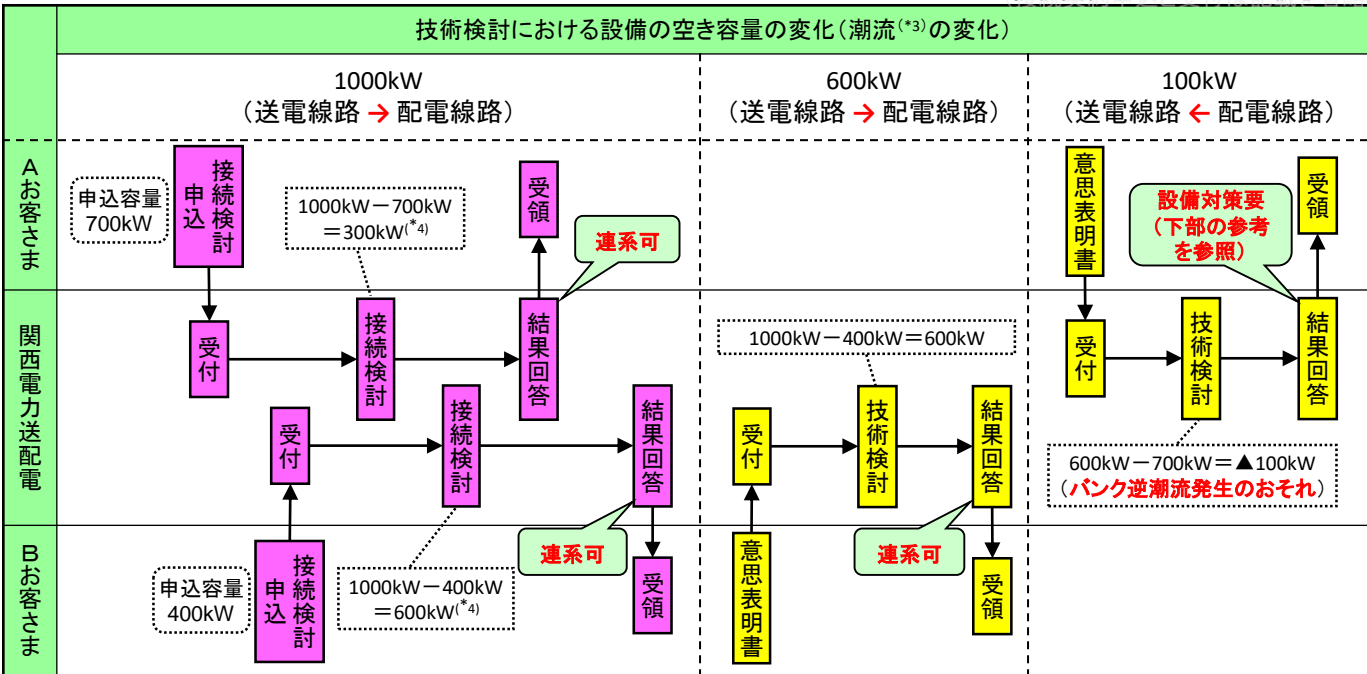 技術検討における設備の空き容量の変化(潮流(*3)の変化)
1000kW
(送電線路 → 配電線路)
600kW
(送電線路 → 配電線路)
100kW
(送電線路 ← 配電線路)
Aお客さま
申込容量
700kW
接続検討
申込
1000kW-700kW
=300kW(*4)
受領
連系可
意思表明書
設備対策要
(下部の参考
を参照)
受領
関西電力送配電
受付
接続検討
結果回答
受付
接続検討
結果回答
1000kW-400kW=600kW
受付
技術検討
結果回答
受付
技術検討
結果回答
600kW-700kW=▲100kW
(バンク逆潮流発生のおそれ)
Bお客さま
申込容量
400kW
接続検討
申込
1000kW-400kW
=600kW(*4)
連系可
受領
意思表明書
連系可
受領